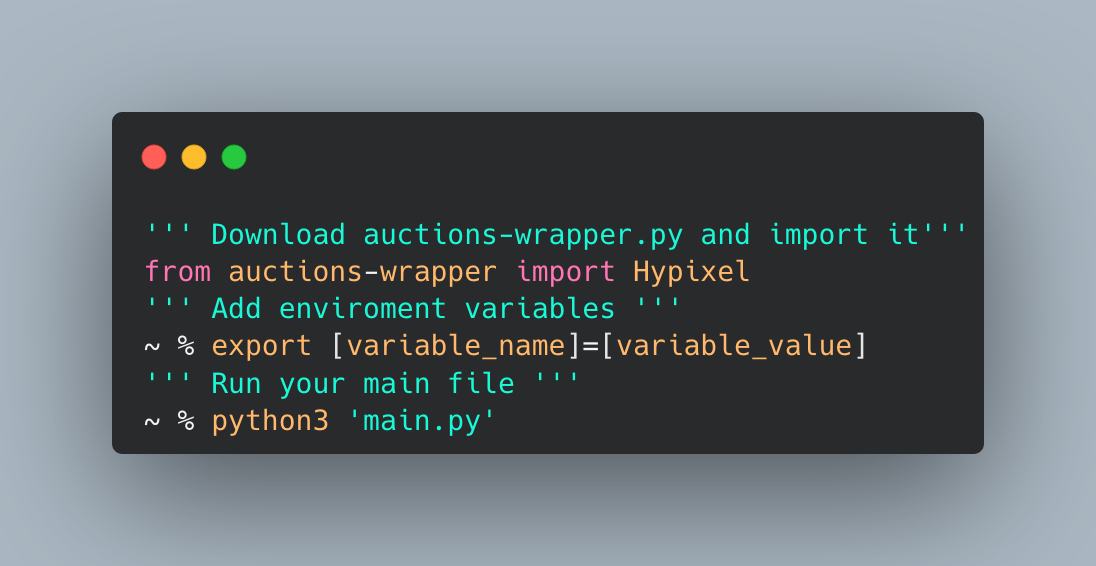 ''' Download auctions-wrapper.py and import it'''
from auctions-wrapper import Hypixel
''' Add enviroment variables '''
~ % export [variable_name]=[variable_value]
''' Run your main file '''
~ % python3 'main.py'